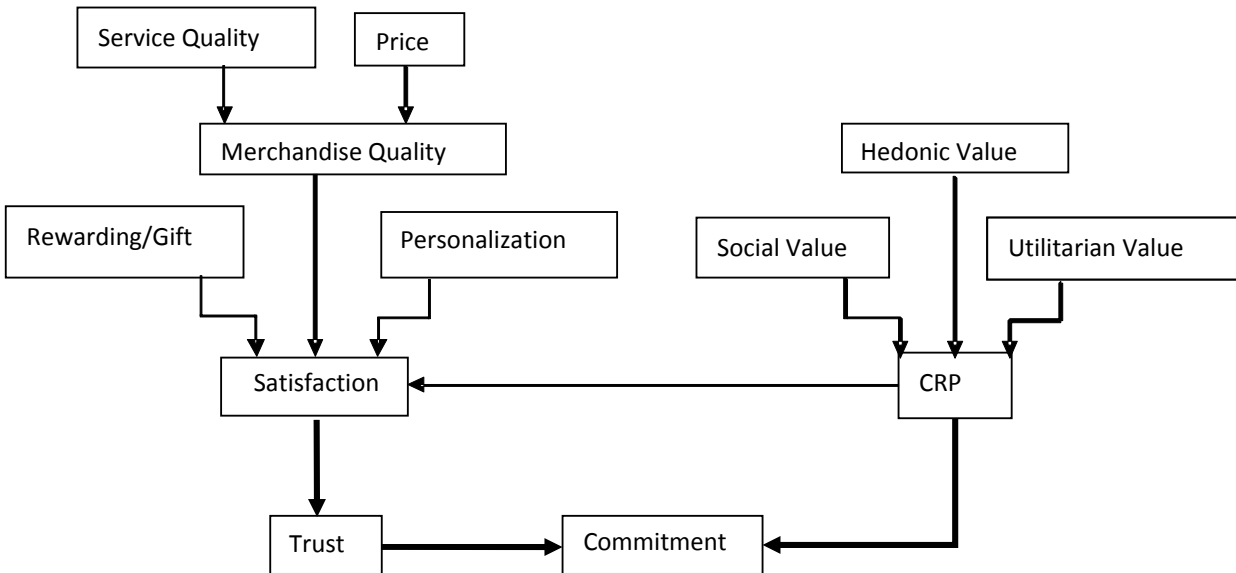 Service Quality
Price
Merchandise Quality
Hedonic Value
Rewarding/Gift
Personalization
Social Value
Utilitarian Value
Satisfaction
CRP
Trust
Commitment